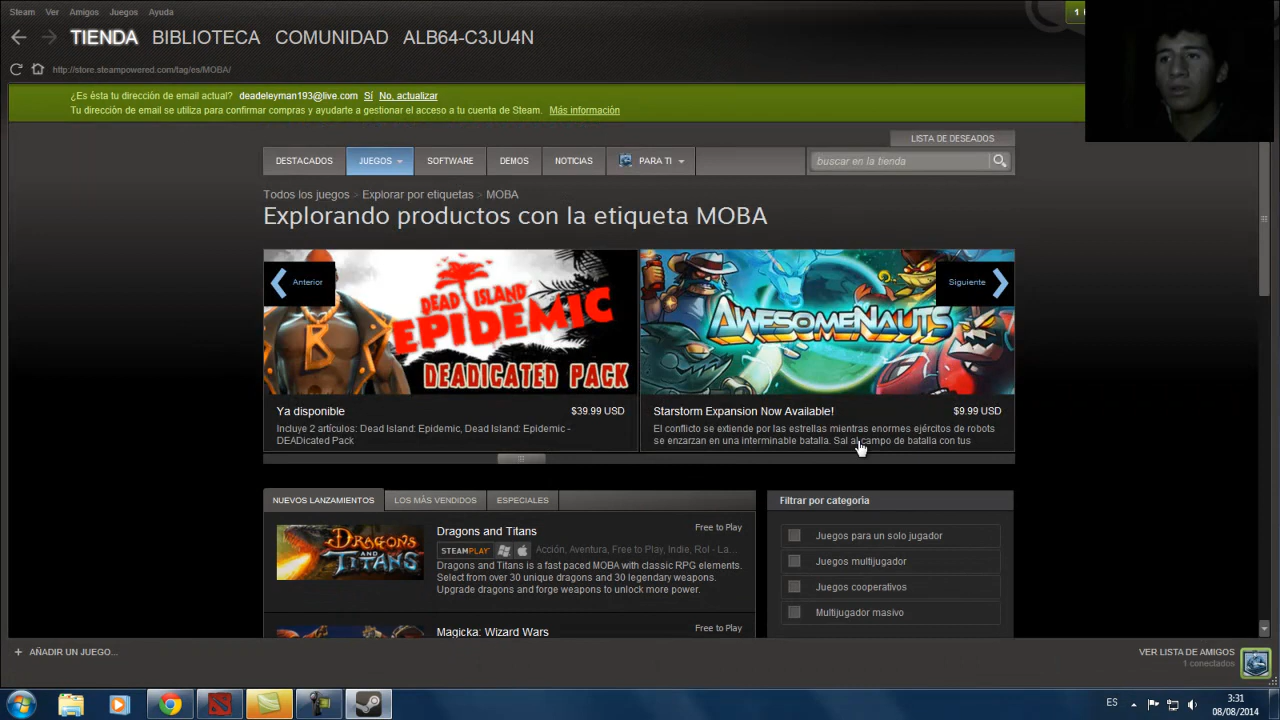 Steam Ver Amigos Juegos Ayuda
TIENDA BIBLIOTECA COMUNIDAD ALB64-C3JU4N
http://store.steampowered.com/tag/es/MOBA/
¿Es ésta tu dirección de email actual? deadeleyman193@live.com Sí No, actualizar
Tu dirección de email se utiliza para confirmar compras y ayudarte a gestionar el acceso a tu cuenta de Steam. Más información
LISTA DE DESEADOS
DESTACADOS JUEGOS SOFTWARE DEMOS NOTICIAS PARA TI buscar en la tienda
Todos los juegos > Explorar por etiquetas > MOBA
Explorando productos con la etiqueta MOBA
Anterior
Siguiente
DEAD ISLAND
EPIDEMIC
DEADICATED PACK
AWESOMENAUTS
Ya disponible $39.99 USD
Incluye 2 artículos: Dead Island: Epidemic, Dead Island: Epidemic -
DEADicated Pack
Starstorm Expansion Now Available! $9.99 USD
El conflicto se extiende por las estrellas mientras enormes ejércitos de robots
se enzarzan en una interminable batalla. Sal al campo de batalla con tus
NUEVOS LANZAMIENTOS LOS MÁS VENDIDOS ESPECIALES
DRAGONS
AND
TITANS
Dragons and Titans Free to Play
STEAMPLAY Acción, Aventura, Free to Play, Indie, Rol - La...
Dragons and Titans is a fast paced MOBA with classic RPG elements.
Select from over 30 unique dragons and 30 legendary weapons.
Upgrade dragons and forge weapons to unlock more power.
Magicka: Wizard Wars Free to Play
Filtrar por categoría
Juegos para un solo jugador
Juegos multijugador
Juegos cooperativos
Multijugador masivo
+ AÑADIR UN JUEGO...
VER LISTA DE AMIGOS
1 conectados
ES
3:31
08/08/2014